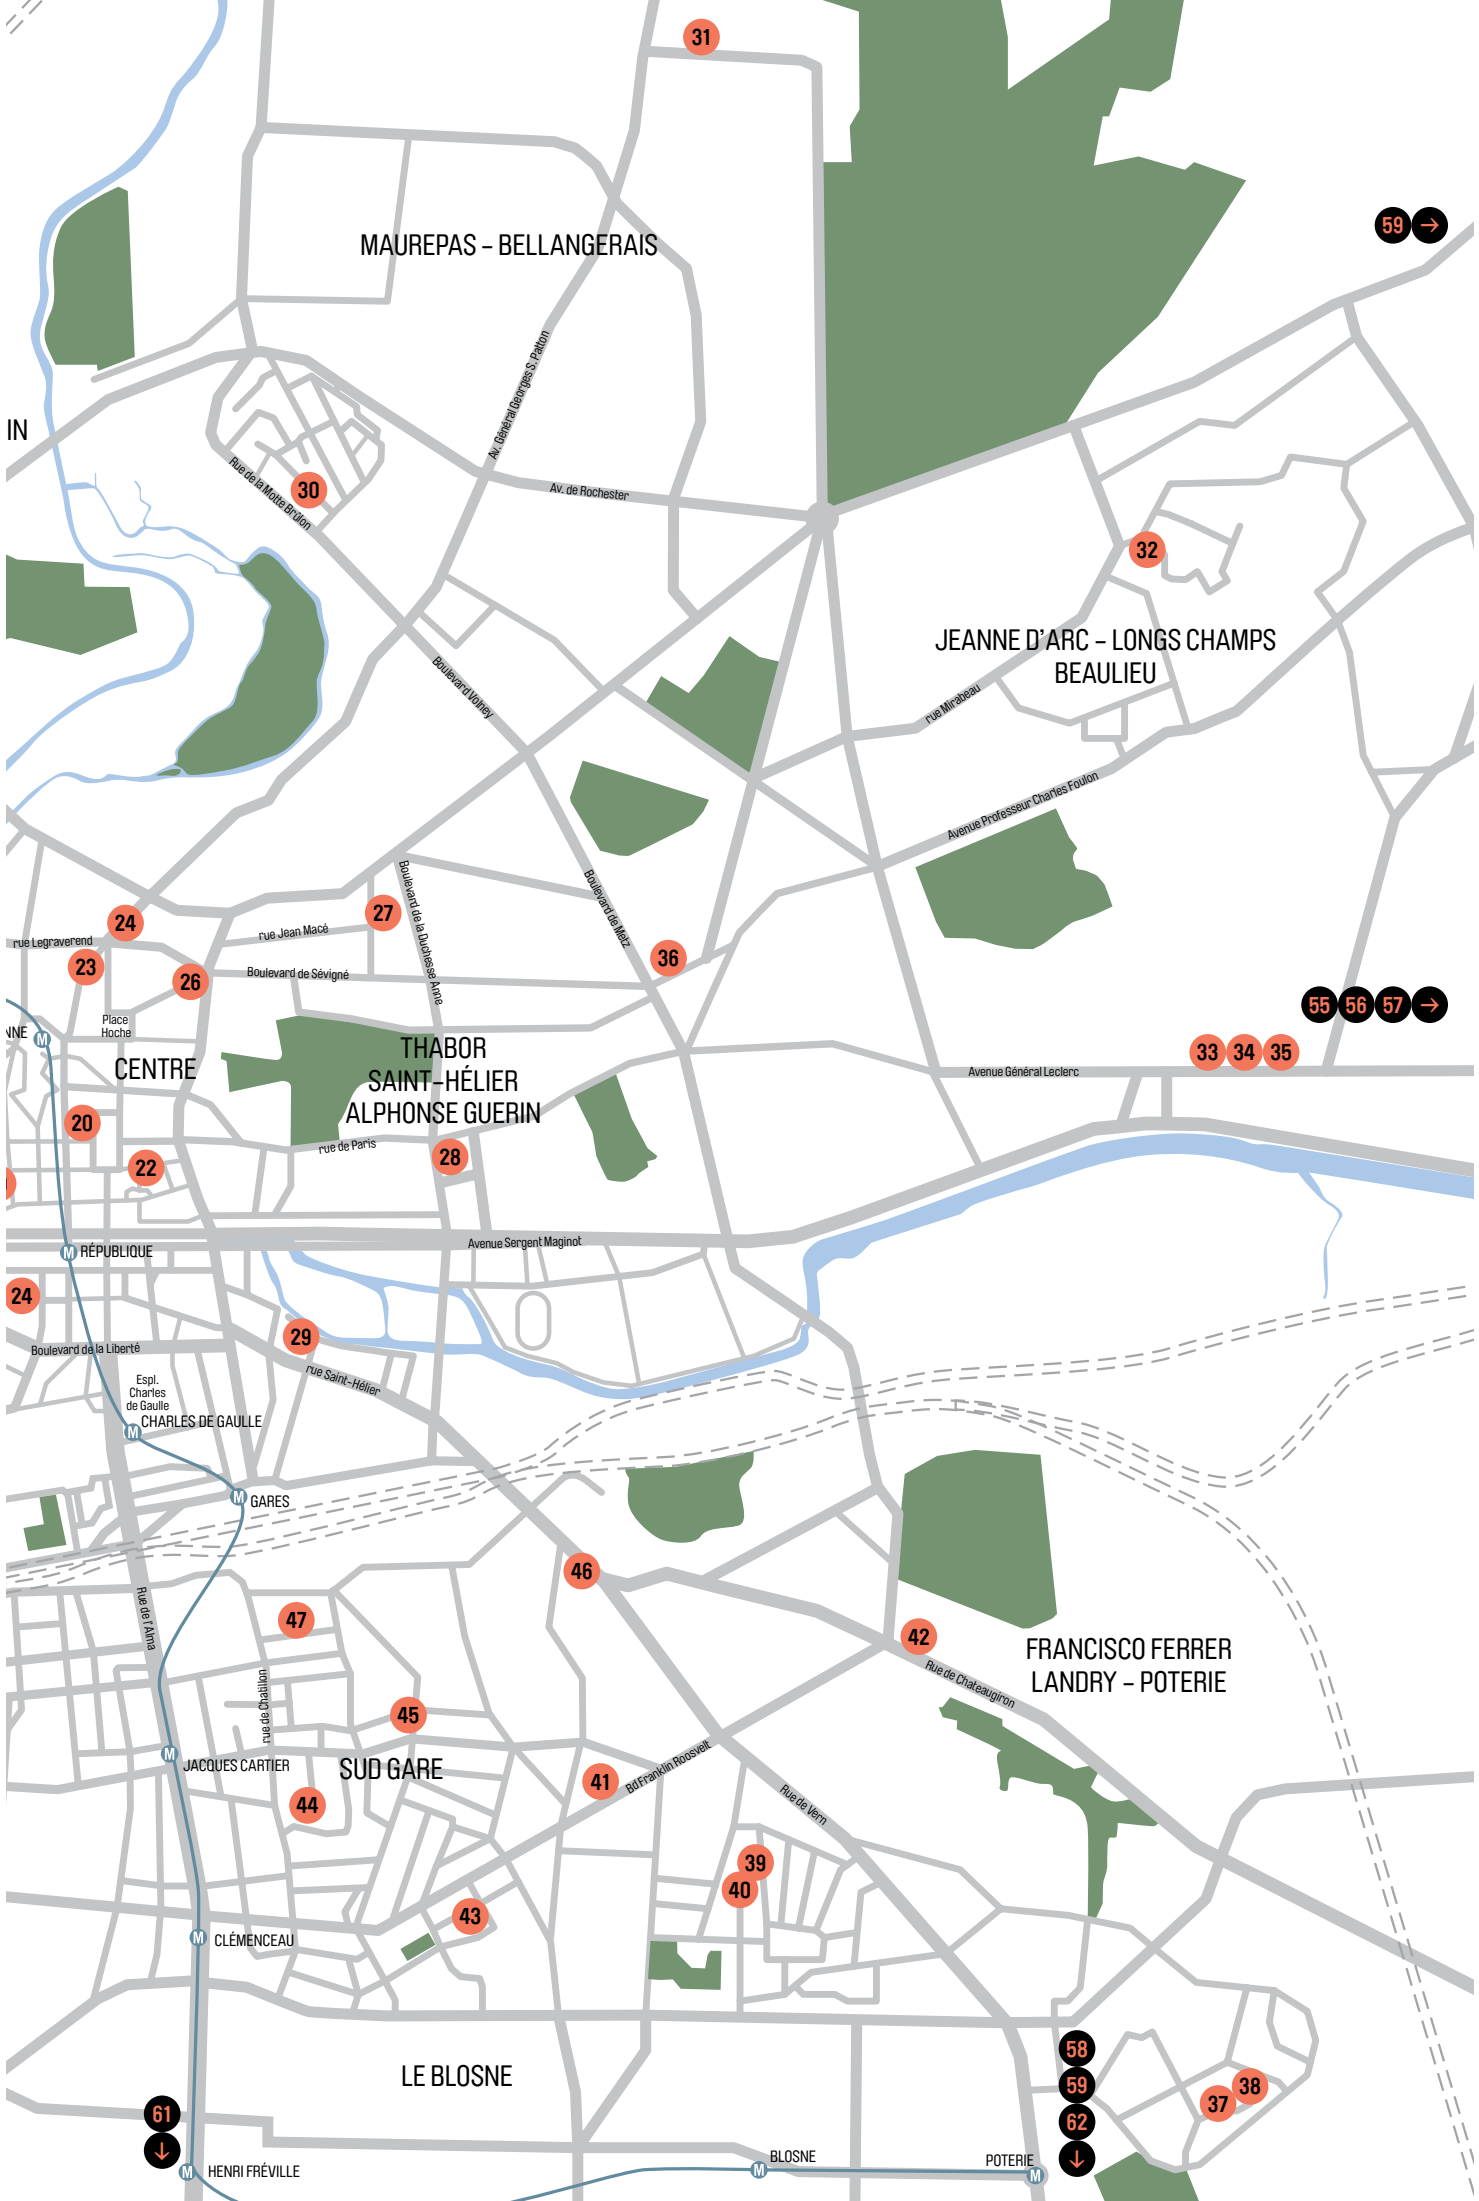 31
59 →
MAUREPAS – BELLANGERAIS
Av. Général Georges S. Patton
IN
Rue de la Motte Brûlon
30
Av. de Rochester
32
JEANNE D'ARC – LONGS CHAMPS
BEAULIEU
Boulevard Volney
rue Mirabeau
Avenue Professeur Charles Foulon
Boulevard de la Duchesse Anne
Boulevard de Metz
27
24
rue Legraverend
rue Jean Macé
23
26
Boulevard de Sévigné
36
55 56 57 →
Place
Hoche
NNE
M
CENTRE
THABOR
SAINT-HÉLIER
ALPHONSE GUERIN
33 34 35
Avenue Général Leclerc
20
22
rue de Paris
28
M RÉPUBLIQUE
Avenue Sergent Maginot
24
29
Boulevard de la Liberté
rue Saint-Hélier
Espl.
Charles
de Gaulle
M CHARLES DE GAULLE
M GARES
46
Rue de l'Alma
47
42
FRANCISCO FERRER
LANDRY – POTERIE
rue de Chatillon
Rue de Chateaugiron
45
M JACQUES CARTIER
SUD GARE
41
Bd Franklin Roosvelt
44
Rue de Vern
39
40
43
M CLÉMENCEAU
LE BLOSNE
58
59
62
↓
37
38
61
↓
M HENRI FRÉVILLE
BLOSNE
M
POTERIE
M